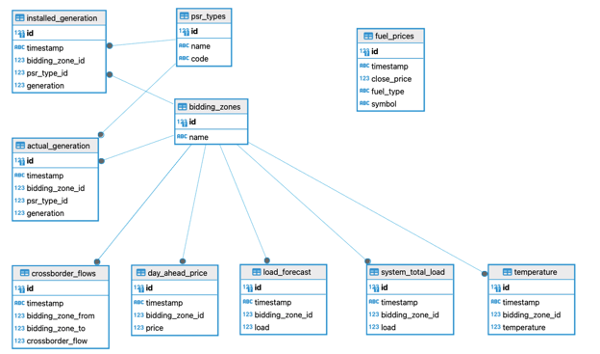 installed_generation
123 id
ABC timestamp
123 bidding_zone_id
123 psr_type_id
123 generation
psr_types
123 id
ABC name
ABC code
fuel_prices
123 id
ABC timestamp
123 close_price
ABC fuel_type
ABC symbol
bidding_zones
123 id
ABC name
actual_generation
123 id
ABC timestamp
123 bidding_zone_id
123 psr_type_id
123 generation
crossborder_flows
123 id
ABC timestamp
123 bidding_zone_from
123 bidding_zone_to
123 crossborder_flow
day_ahead_price
123 id
ABC timestamp
123 bidding_zone_id
123 price
load_forecast
123 id
ABC timestamp
123 bidding_zone_id
123 load
system_total_load
123 id
ABC timestamp
123 bidding_zone_id
123 load
temperature
123 id
ABC timestamp
123 bidding_zone_id
123 temperature